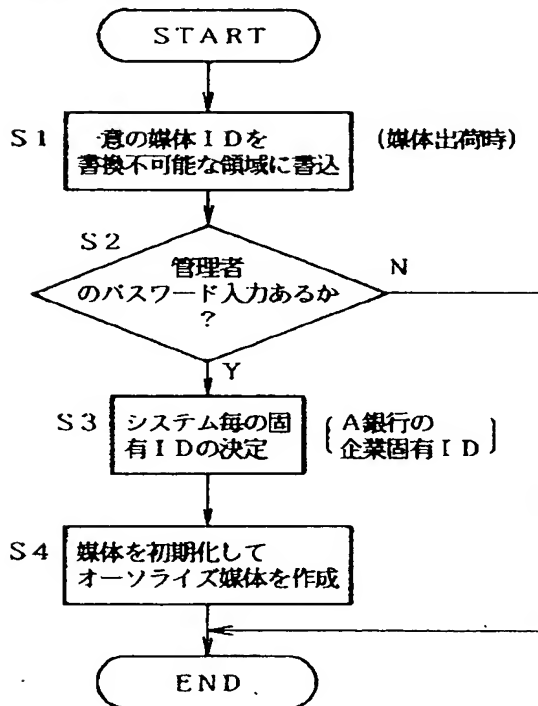 START
S1
一意の媒体IDを
書換不可能な領域に書込
(媒体出荷時)
S2
管理者
のパスワード入力あるか
?
N
Y
S3
システム毎の固
有IDの決定
A銀行の
企業固有ID
S4
媒体を初期化して
オーソライズ媒体を作成
END